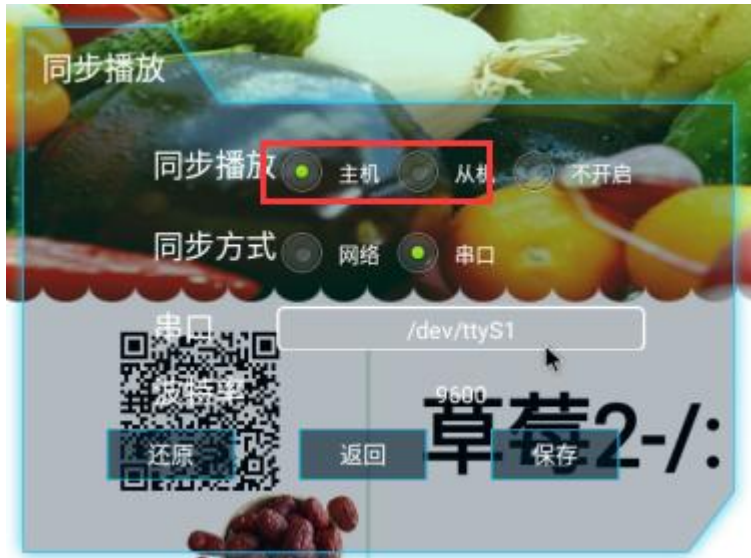 同步播放
同步播放 主机 从机 不开启
同步方式 网络 串口
串口 /dev/ttyS1
波特率 9600
草莓2-/:
还原 返回 保存